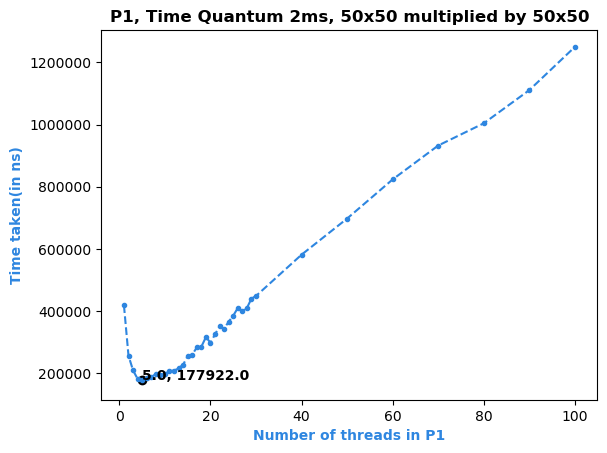 P1, Time Quantum 2ms, 50x50 multiplied by 50x50
1200000
1000000
800000
600000
400000
200000
Time taken(in ns)
5.0, 177922.0
0 20 40 60 80 100
Number of threads in P1